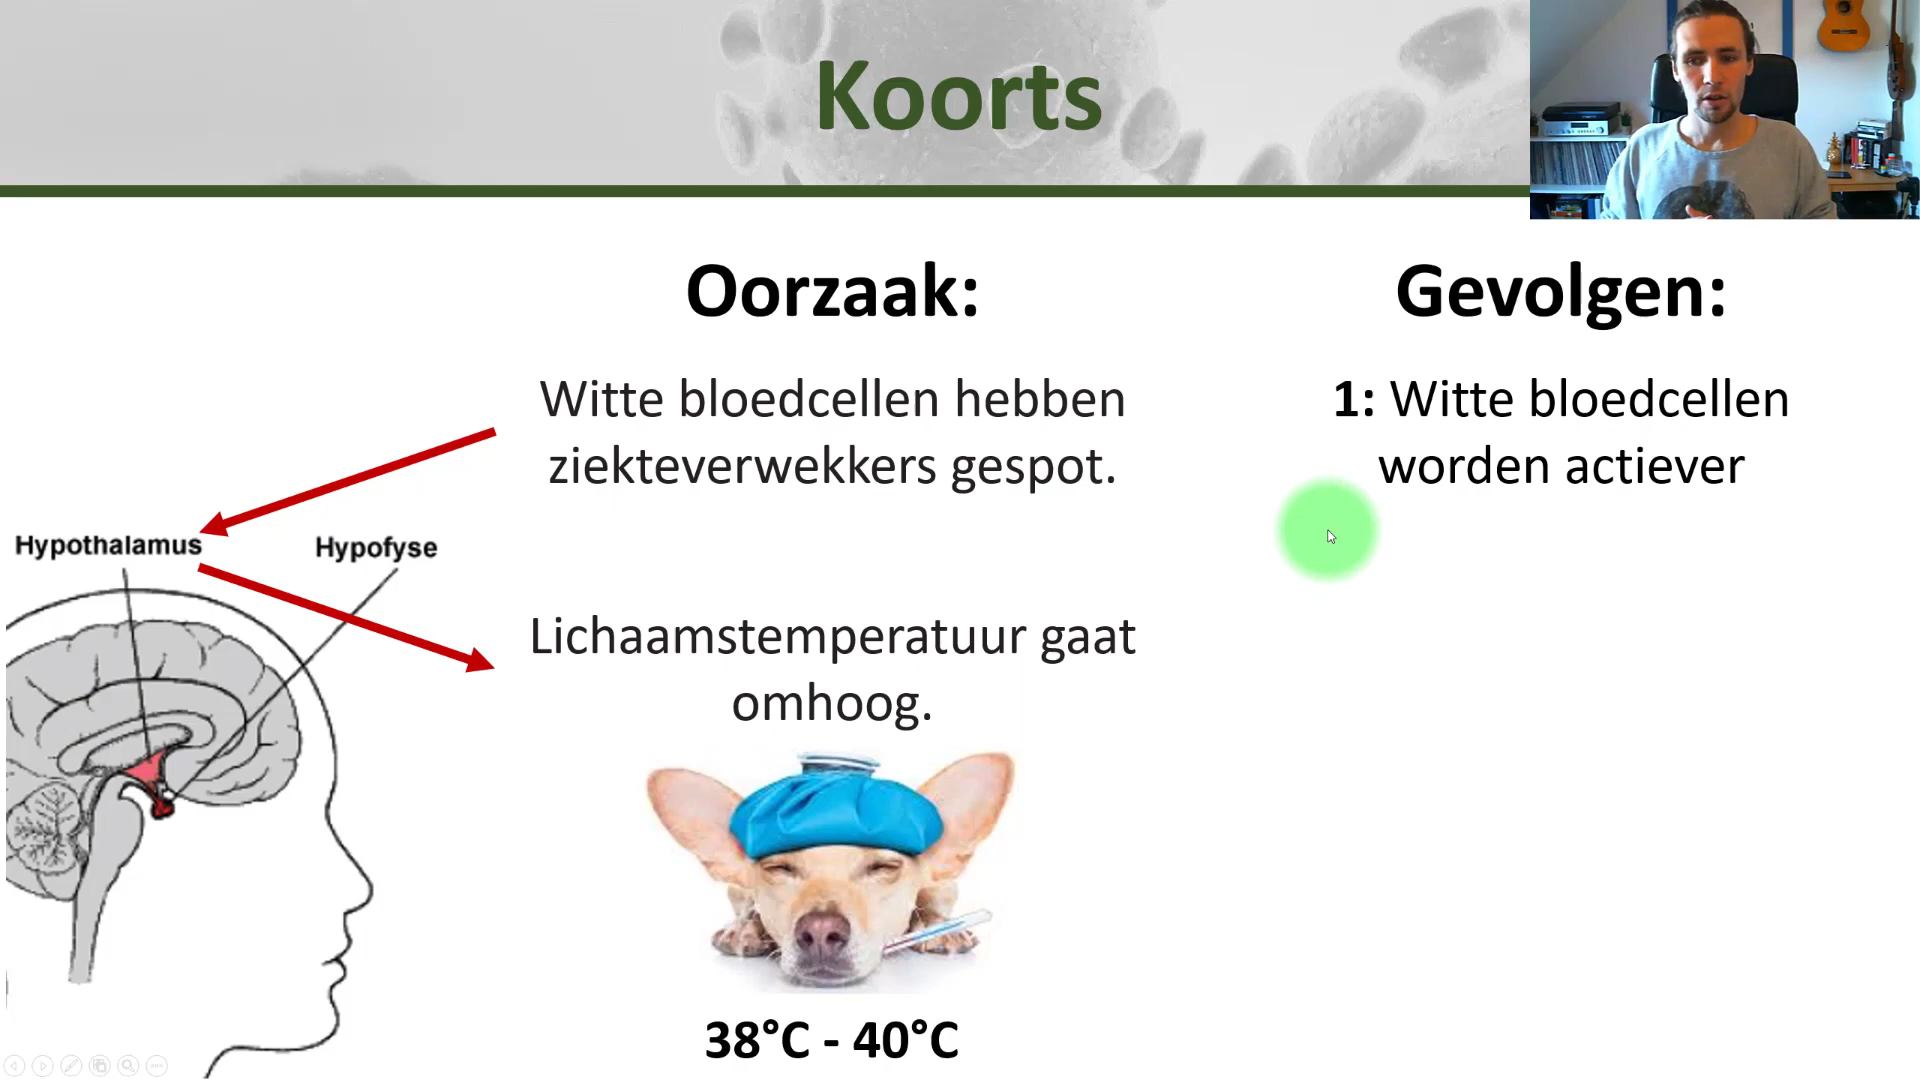 Koorts
Oorzaak:
Witte bloedcellen hebben
ziekteverwekkers gespot.
Hypothalamus
Hypofyse
Lichaamstemperatuur gaat
omhoog.
38°C - 40°C
Gevolgen:
1: Witte bloedcellen
worden actiever